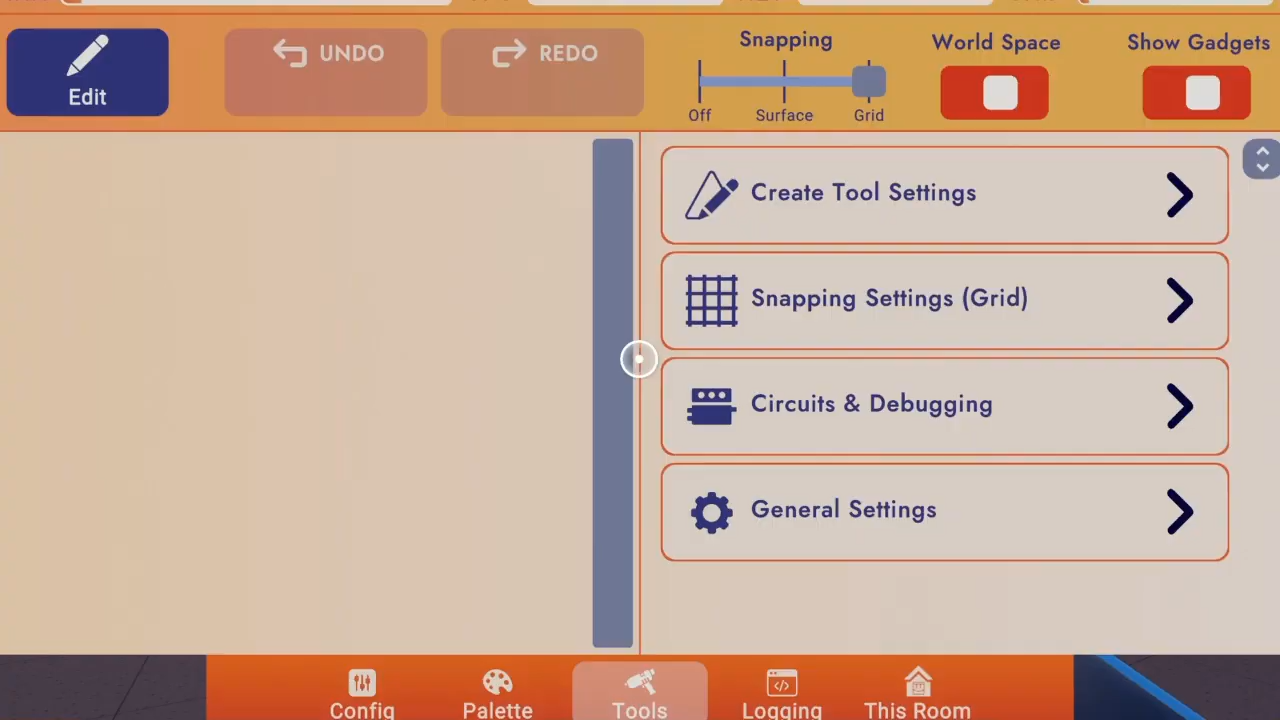 Edit
UNDO
REDO
Snapping
Off
Surface
Grid
World Space
Show Gadgets
Create Tool Settings
Snapping Settings (Grid)
Circuits & Debugging
General Settings
Config
Palette
Tools
Logging
This Room